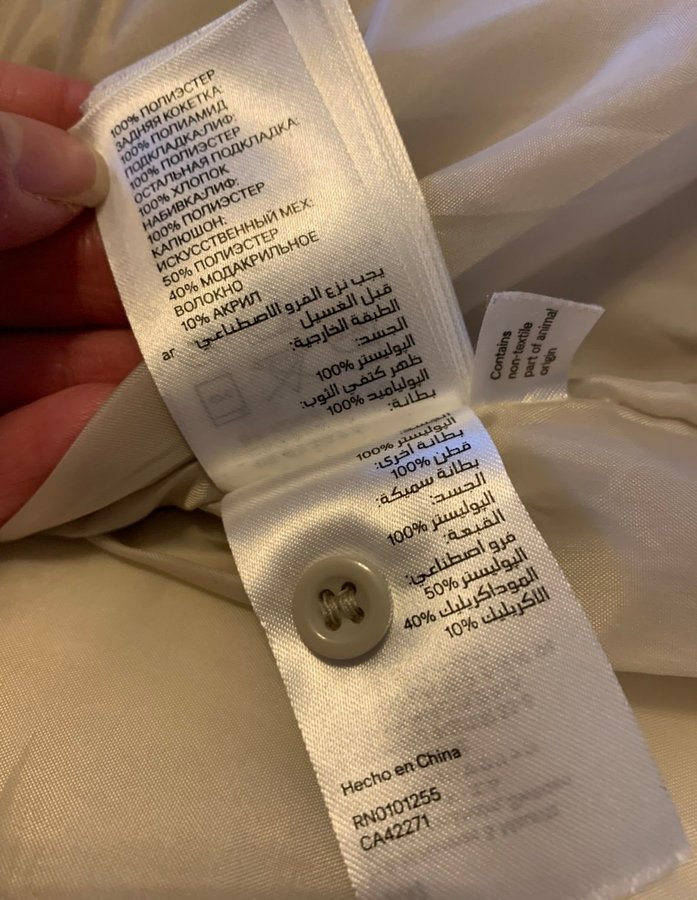 100% ПОЛИЭСТЕР
ЗАДНЯЯ КОКЕТКА:
100% ПОЛИАМИД
ПОДКЛАДКА:ЛИФ:
100% ПОЛИЭСТЕР
ОСТАЛЬНАЯ ПОДКЛАДКА:
100% ХЛОПОК
НАБИВКА:ЛИФ:
100% ПОЛИЭСТЕР
КАПЮШОН:
ИСКУССТВЕННЫЙ МЕХ:
50% ПОЛИЭСТЕР
40% МОДАКРИЛЬНОЕ
ВОЛОКНО
10% АКРИЛ
ar يجب نزع الفرو الاصطناعي
قبل الغسيل
الطبقة الخارجية:
الجسد:
البوليستر 100%
ظهر كتفي الثوب:
البولياميد 100%
بطانة:
البوليستر 100%
بطانة أخرى:
قطن 100%
بطانة سميكة:
الجسد:
البوليستر 100%
القبعة:
فرو اصطناعي:
البوليستر 50%
الموداكريليك 40%
الأكريليك 10%
Hecho en China
RN0101255
CA42271
Contains
non-textile
part of animal
origin